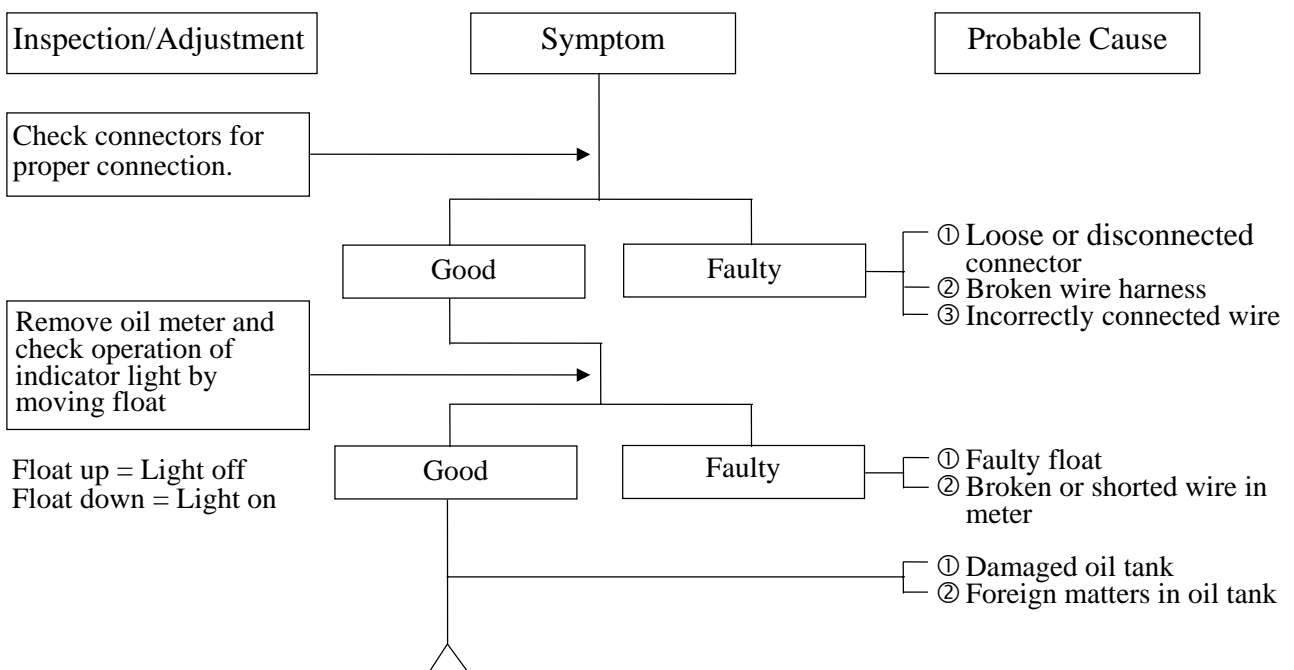 Inspection/Adjustment
Symptom
Probable Cause
Check connectors for
proper connection.
Good
Faulty
① Loose or disconnected
connector
② Broken wire harness
③ Incorrectly connected wire
Remove oil meter and
check operation of
indicator light by
moving float
Float up = Light off
Float down = Light on
Good
Faulty
① Faulty float
② Broken or shorted wire in
meter
① Damaged oil tank
② Foreign matters in oil tank